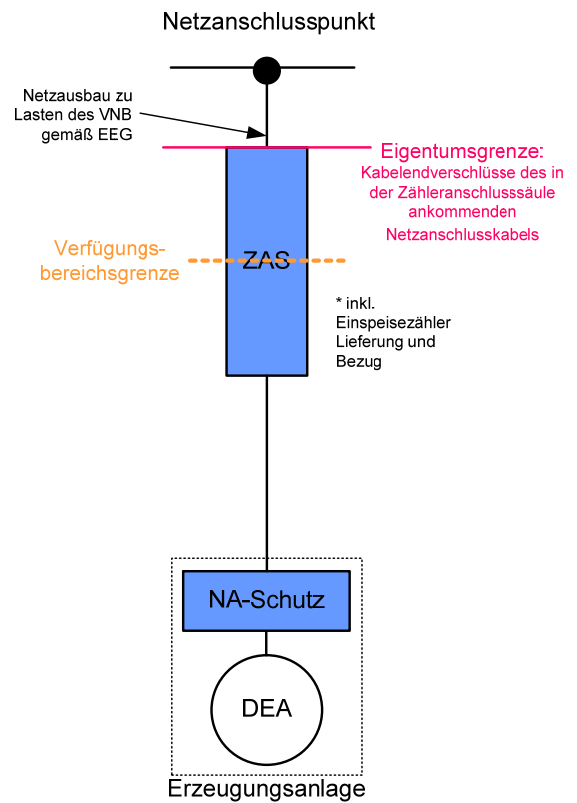 Netzanschlusspunkt
Netzausbau zu
Lasten des VNB
gemäß EEG
Eigentumsgrenze:
Kabelendverschlüsse des in
der Zähleranschlusssäule
ankommenden
Netzanschlusskabels
Verfügungs-
bereichsgrenze
ZAS
* inkl.
Einspeisezähler
Lieferung und
Bezug
NA-Schutz
DEA
Erzeugungsanlage